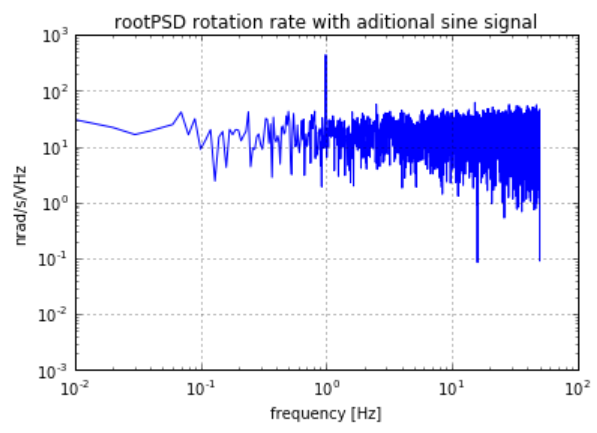 rootPSD rotation rate with aditional sine signal
10^3
10^2
10^1
10^0
10^-1
10^-2
10^-3
nrad/s/VHz
10^-2 10^-1 10^0 10^1 10^2
frequency [Hz]